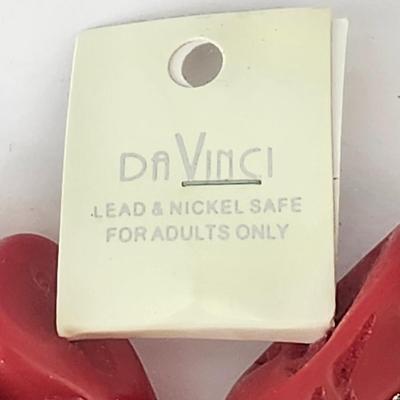 DAVINCI
LEAD & NICKEL SAFE
FOR ADULTS ONLY